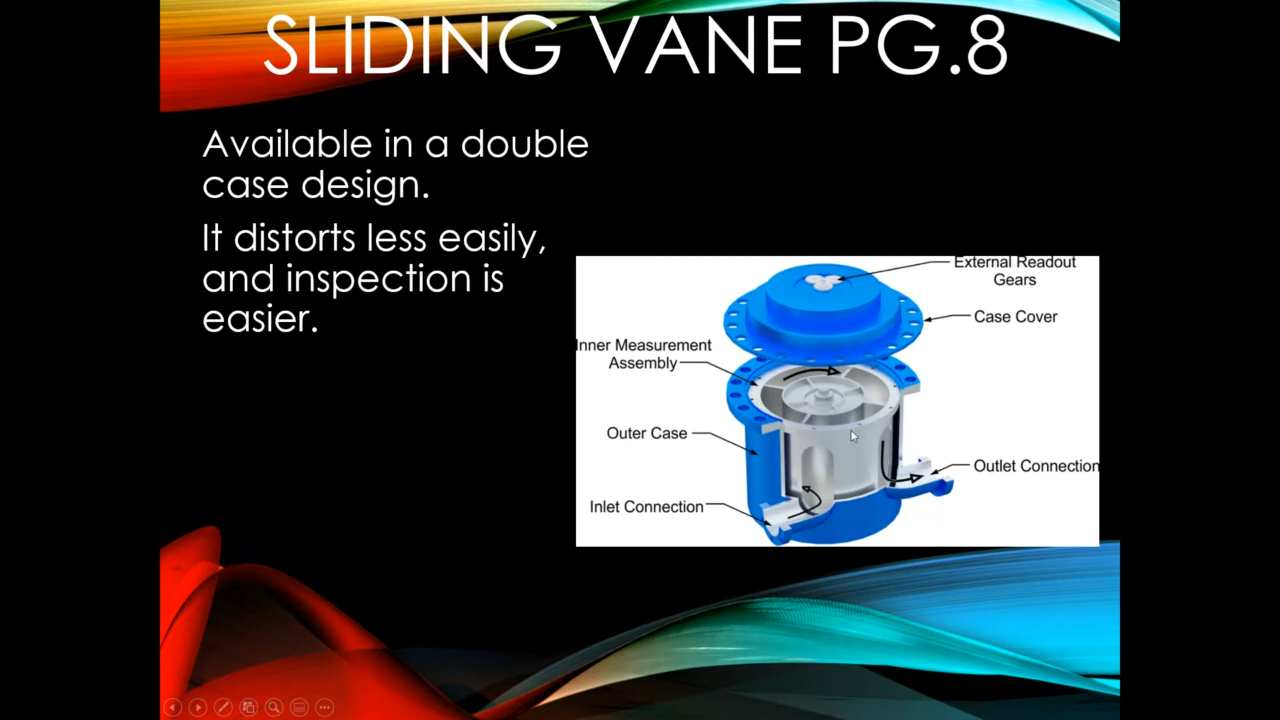 SLIDING VANE PG.8
Available in a double
case design.
It distorts less easily,
and inspection is
easier.
External Readout
Gears
Case Cover
Inner Measurement
Assembly
Outer Case
Outlet Connection
Inlet Connection